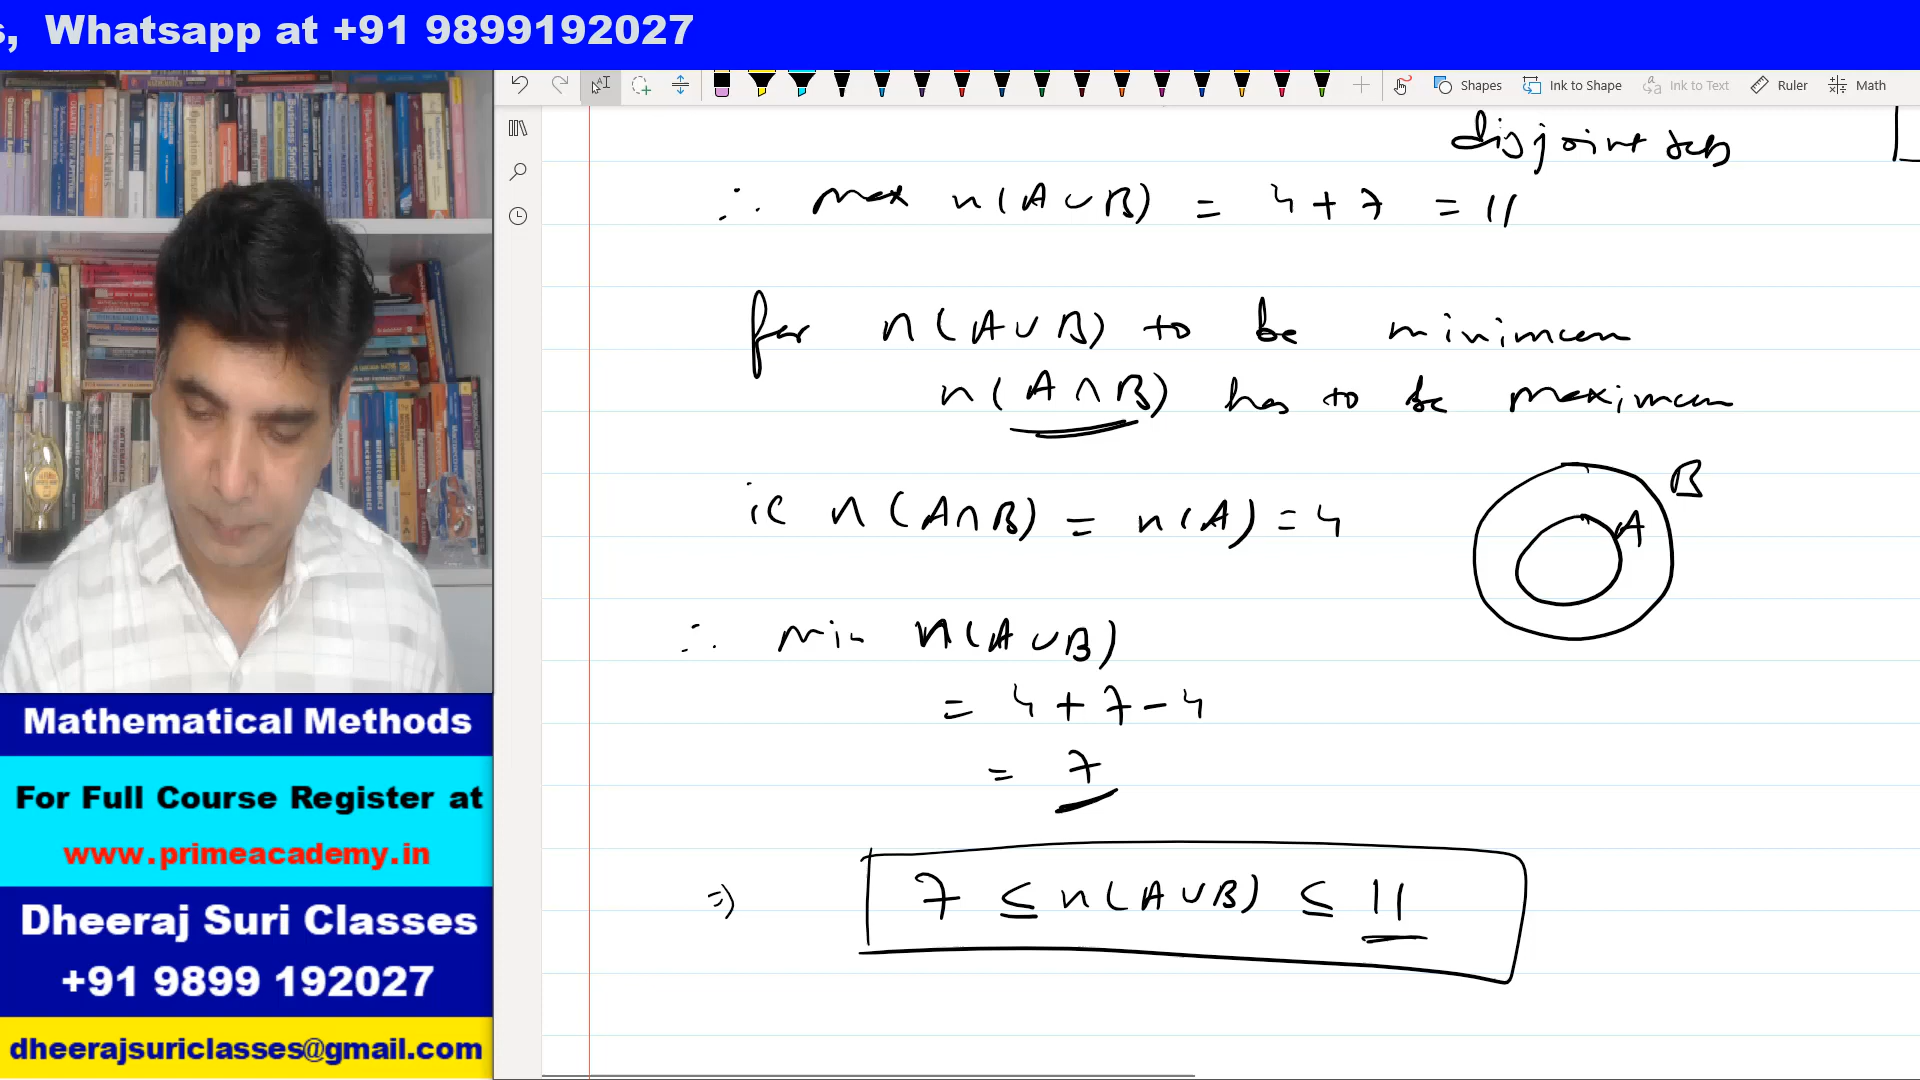 s, Whatsapp at +91 9899192027
Shapes Ink to Shape Ink to Text Ruler Math
disjoint sets
∴ max n(A∪B) = 4+7 = 11
for n(A∪B) to be minimum
n(A∩B) has to be maximum
ie n(A∩B) = n(A) = 4
B
A
∴ min n(A∪B)
= 4+7-4
= 7
⇒ 7 ≤ n(A∪B) ≤ 11
Mathematical Methods
For Full Course Register at
www.primeacademy.in
Dheeraj Suri Classes
+91 9899 192027
dheerajsuriclasses@gmail.com